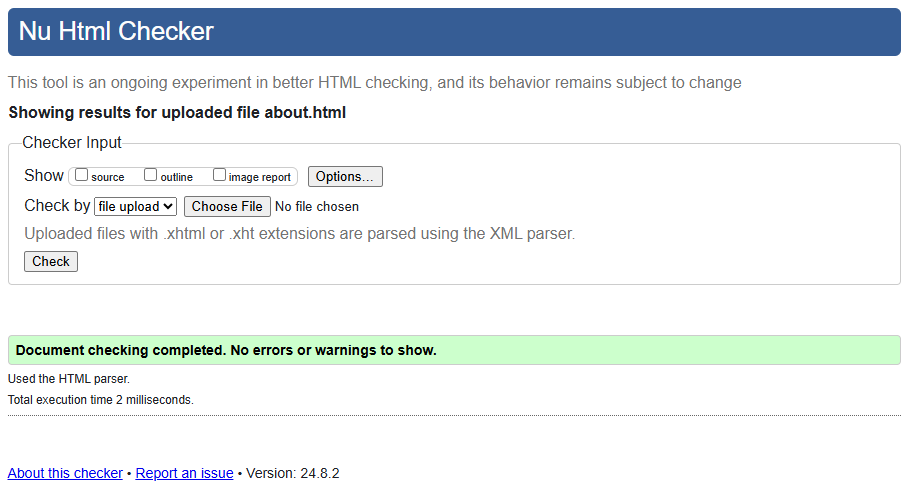 Nu Html Checker
This tool is an ongoing experiment in better HTML checking, and its behavior remains subject to change
Showing results for uploaded file about.html
Checker Input
Show source outline image report Options...
Check by file upload Choose File No file chosen
Uploaded files with .xhtml or .xht extensions are parsed using the XML parser.
Check
Document checking completed. No errors or warnings to show.
Used the HTML parser.
Total execution time 2 milliseconds.
About this checker • Report an issue • Version: 24.8.2